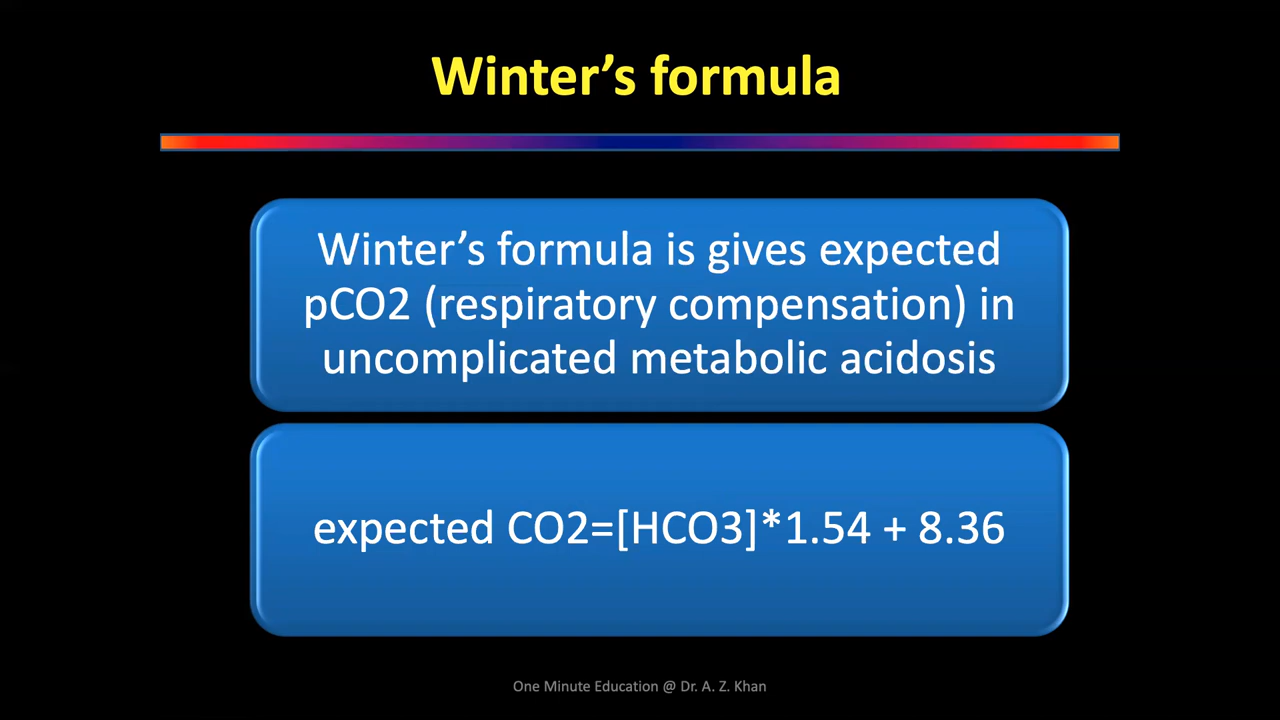 Winter’s formula
Winter’s formula is gives expected
pCO2 (respiratory compensation) in
uncomplicated metabolic acidosis
expected CO2=[HCO3]*1.54 + 8.36
One Minute Education @ Dr. A. Z. Khan